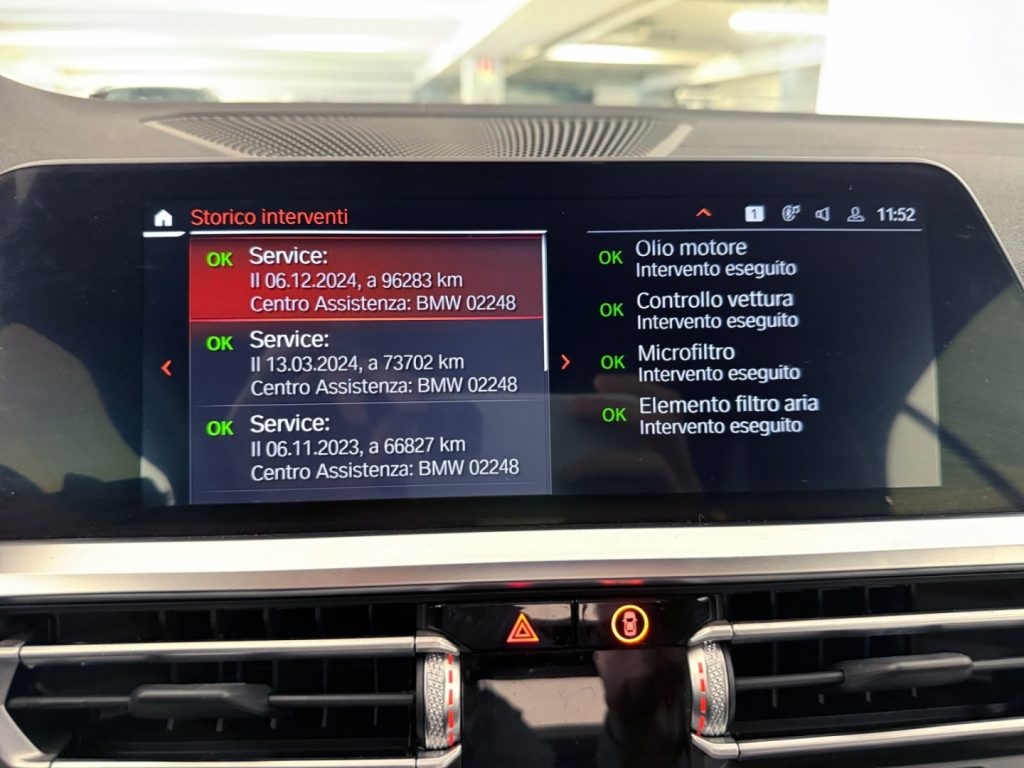 Storico interventi
1
11:52
OK Service:
Il 06.12.2024, a 96283 km
Centro Assistenza: BMW 02248
OK Service:
Il 13.03.2024, a 73702 km
Centro Assistenza: BMW 02248
OK Service:
Il 06.11.2023, a 66827 km
Centro Assistenza: BMW 02248
OK Olio motore
Intervento eseguito
OK Controllo vettura
Intervento eseguito
OK Microfiltro
Intervento eseguito
OK Elemento filtro aria
Intervento eseguito